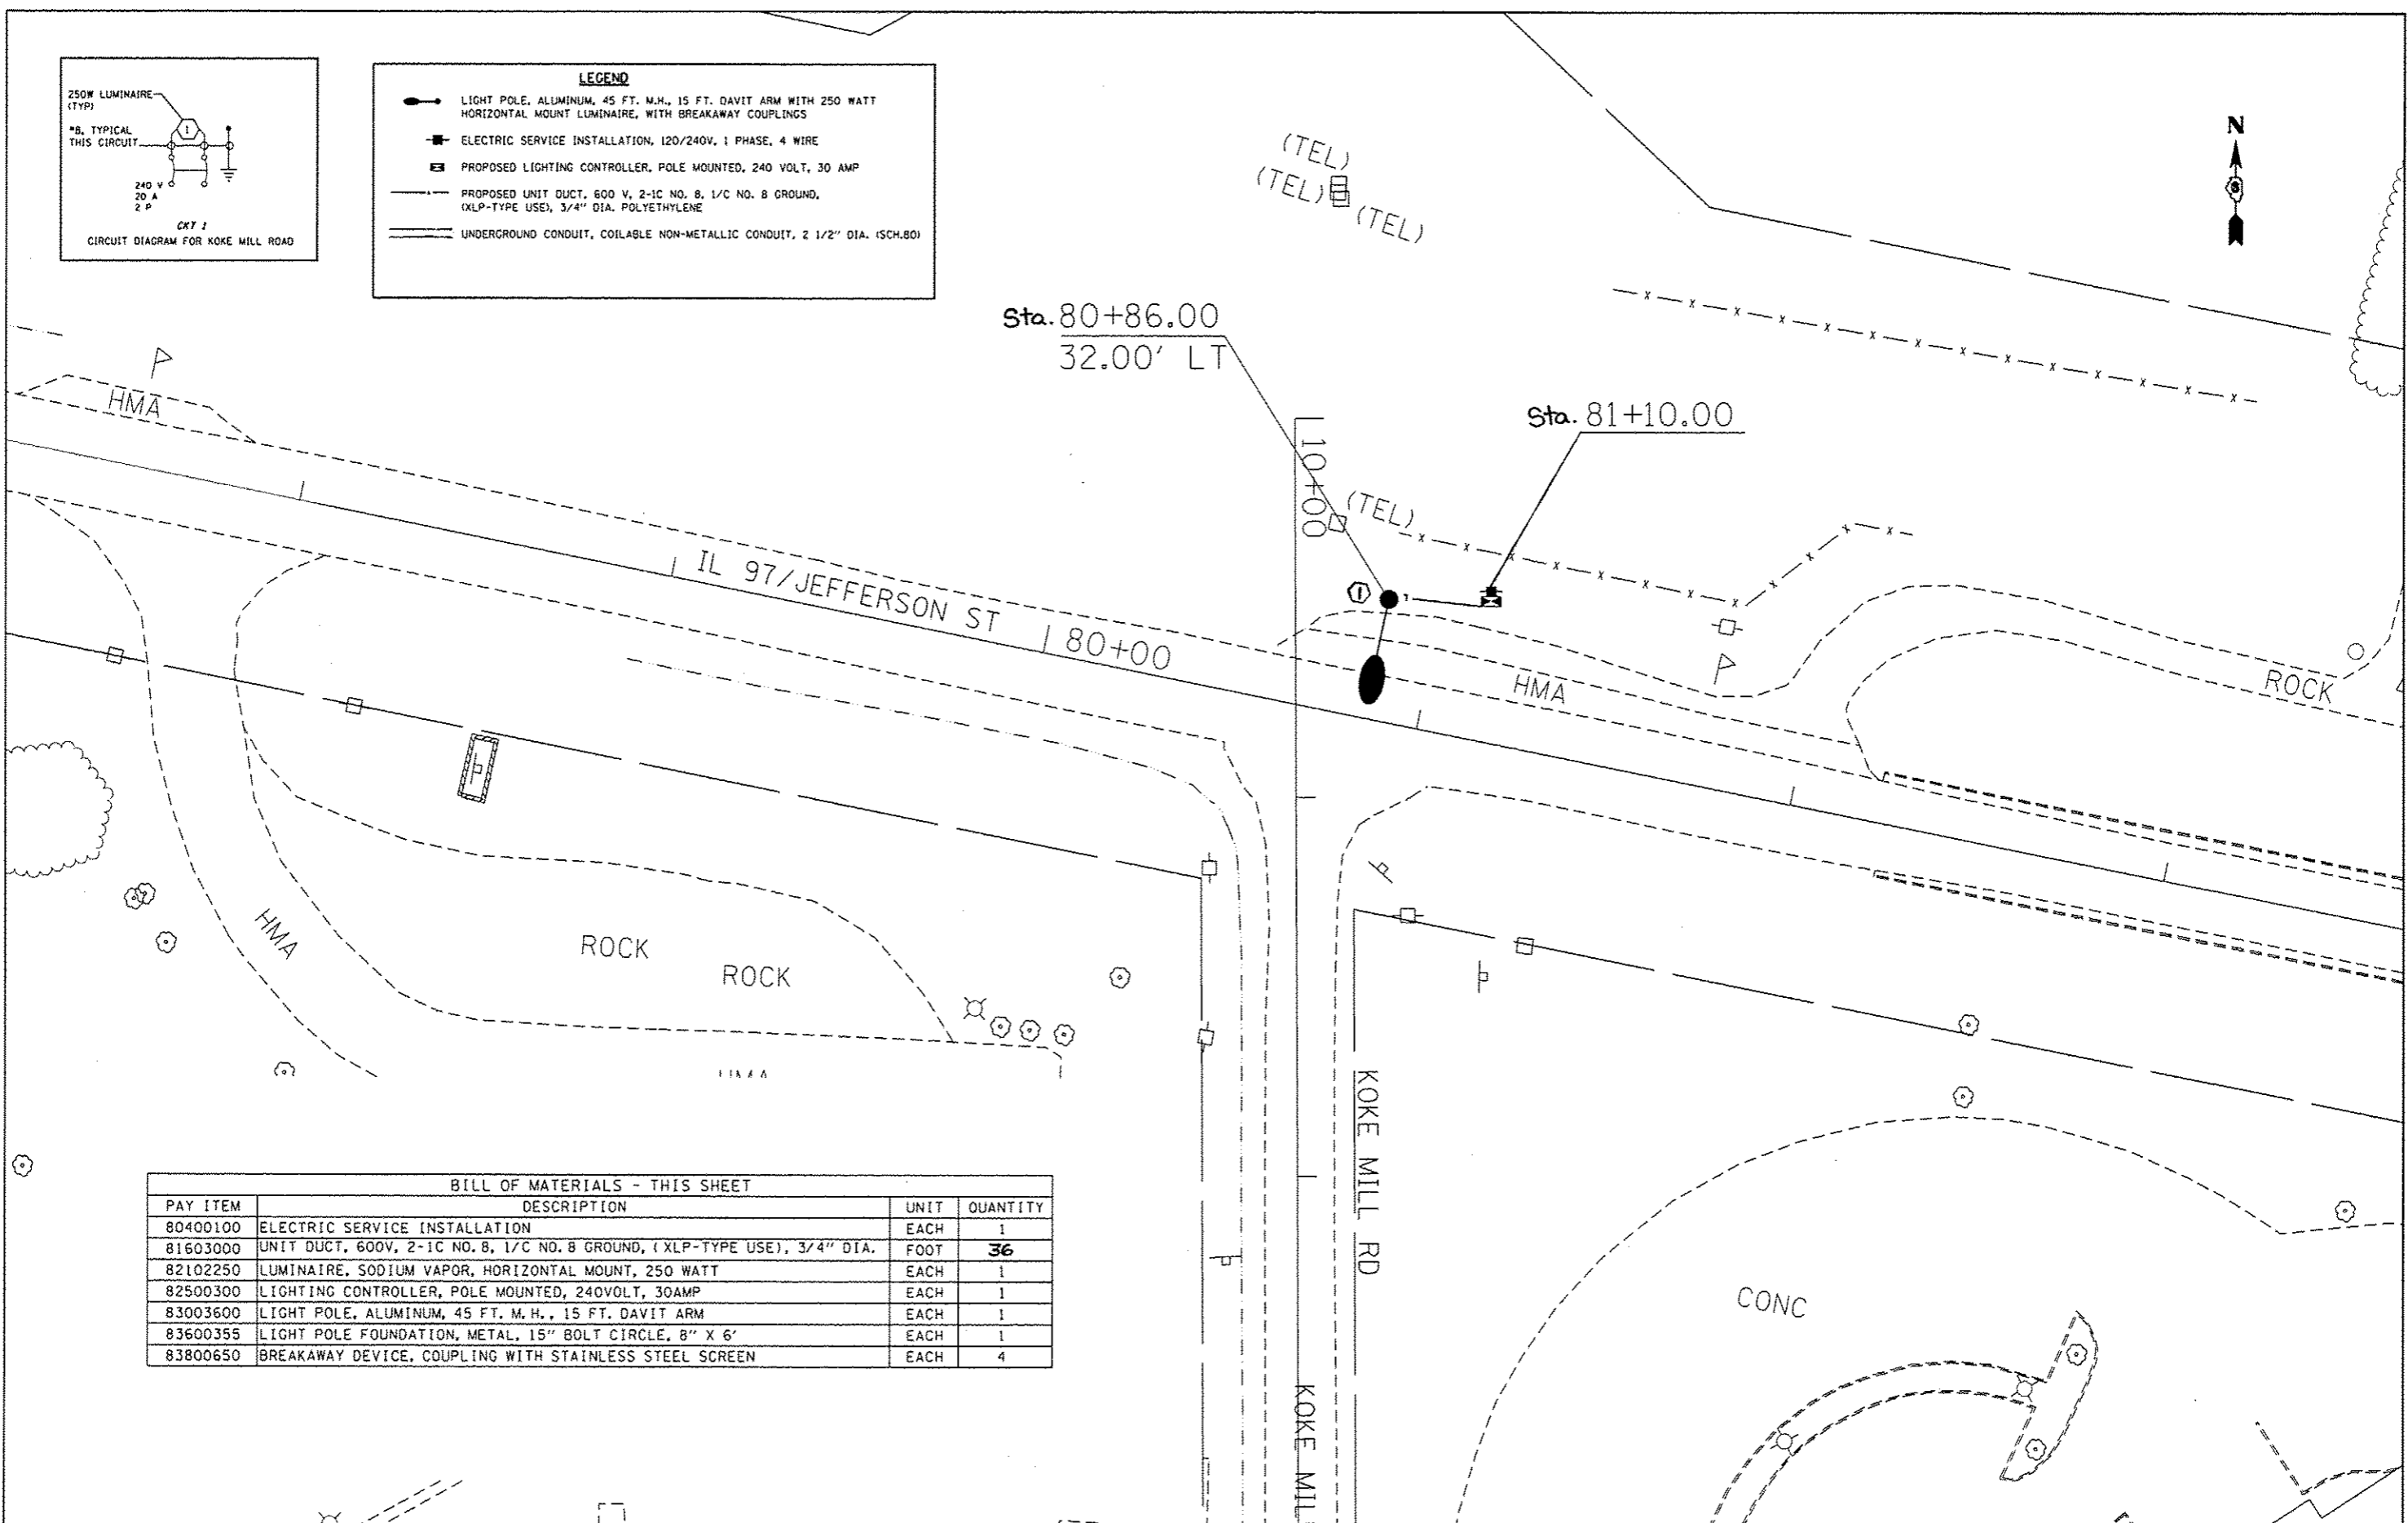 250W LUMINAIRE
(TYP)
1
*8, TYPICAL
THIS CIRCUIT
240 V
20 A
2 P
CKT 1
CIRCUIT DIAGRAM FOR KOKE MILL ROAD
LEGEND
LIGHT POLE, ALUMINUM, 45 FT. M.H., 15 FT. DAVIT ARM WITH 250 WATT
HORIZONTAL MOUNT LUMINAIRE, WITH BREAKAWAY COUPLINGS
ELECTRIC SERVICE INSTALLATION, 120/240V, 1 PHASE, 4 WIRE
PROPOSED LIGHTING CONTROLLER, POLE MOUNTED, 240 VOLT, 30 AMP
PROPOSED UNIT DUCT, 600 V, 2-1C NO. 8, 1/C NO. 8 GROUND,
(XLP-TYPE USE), 3/4" DIA. POLYETHYLENE
UNDERGROUND CONDUIT, COILABLE NON-METALLIC CONDUIT, 2 1/2" DIA. (SCH.80)
N
(TEL)
(TEL)
(TEL)
Sta. 80+86.00
32.00' LT
Sta. 81+10.00
HMA
10+00
(TEL)
1
IL 97/JEFFERSON ST
80+00
HMA
ROCK
HMA
ROCK
ROCK
KOKE MILL RD
CONC
KOKE MIL
BILL OF MATERIALS - THIS SHEET
PAY ITEM DESCRIPTION UNIT QUANTITY
80400100 ELECTRIC SERVICE INSTALLATION EACH 1
81603000 UNIT DUCT, 600V, 2-1C NO. 8, 1/C NO. 8 GROUND, (XLP-TYPE USE), 3/4" DIA. FOOT 36
82102250 LUMINAIRE, SODIUM VAPOR, HORIZONTAL MOUNT, 250 WATT EACH 1
82500300 LIGHTING CONTROLLER, POLE MOUNTED, 240VOLT, 30AMP EACH 1
83003600 LIGHT POLE, ALUMINUM, 45 FT. M.H., 15 FT. DAVIT ARM EACH 1
83600355 LIGHT POLE FOUNDATION, METAL, 15" BOLT CIRCLE, 8" X 6' EACH 1
83800650 BREAKAWAY DEVICE, COUPLING WITH STAINLESS STEEL SCREEN EACH 4